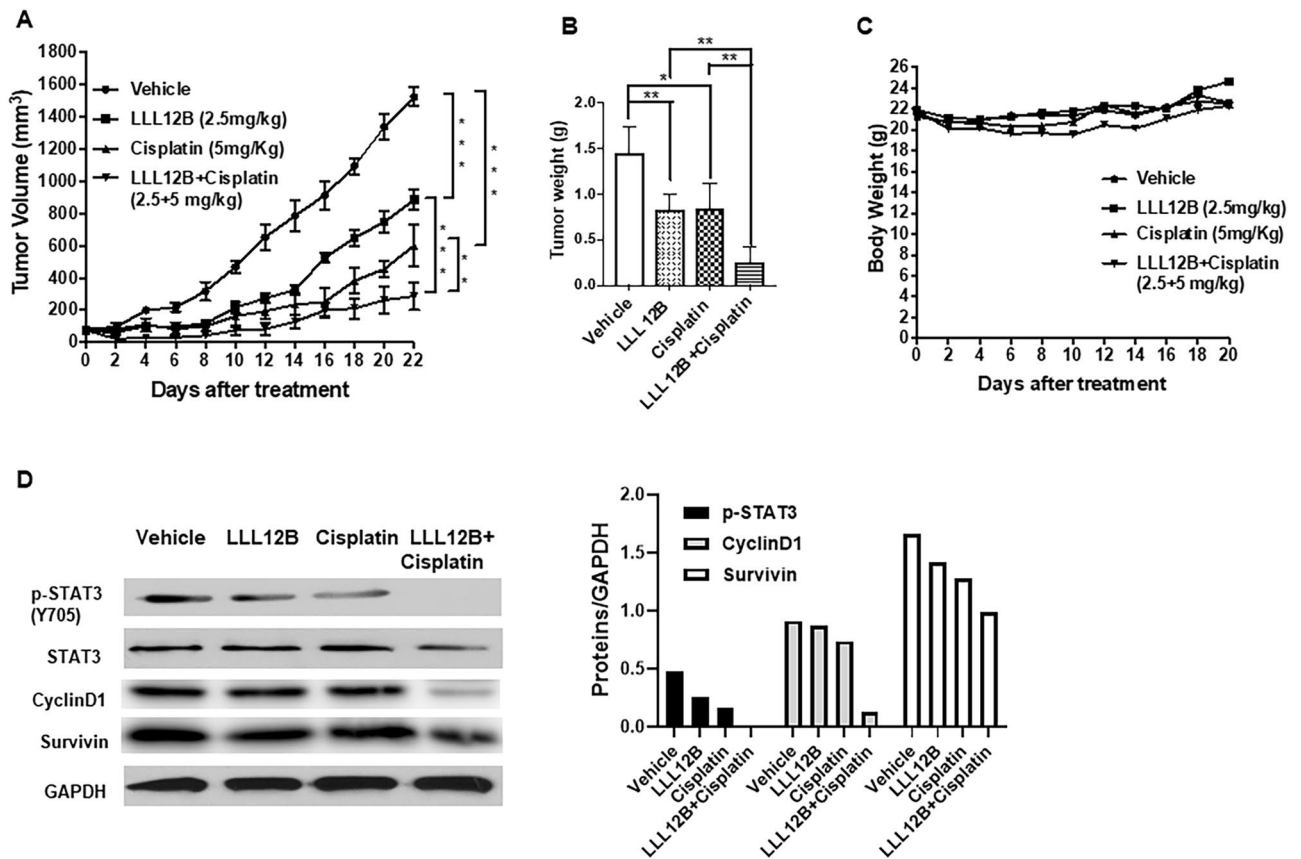 A
Tumor Volume (mm³)
1800
1600
1400
1200
1000
800
600
400
200
0
Vehicle
LLL12B (2.5mg/kg)
Cisplatin (5mg/Kg)
LLL12B+Cisplatin
(2.5+5 mg/kg)
* * *
* * *
* * *
* *
0 2 4 6 8 10 12 14 16 18 20 22
Days after treatment
B
**
**
*
**
Tumor weight (g)
2.0
1.5
1.0
0.5
0.0
Vehicle
LLL12B
Cisplatin
LLL12B+Cisplatin
C
Body Weight (g)
26
24
22
20
18
16
14
12
10
8
6
4
2
0
Vehicle
LLL12B (2.5mg/kg)
Cisplatin (5mg/Kg)
LLL12B+Cisplatin
(2.5+5 mg/kg)
0 2 4 6 8 10 12 14 16 18 20
Days after treatment
D
Vehicle LLL12B Cisplatin LLL12B+
Cisplatin
p-STAT3
(Y705)
STAT3
CyclinD1
Survivin
GAPDH
Proteins/GAPDH
2.0
1.5
1.0
0.5
0.0
p-STAT3
CyclinD1
Survivin
Vehicle
LLL12B
Cisplatin
LLL12B+Cisplatin
Vehicle
LLL12B
Cisplatin
LLL12B+Cisplatin
Vehicle
LLL12B
Cisplatin
LLL12B+Cisplatin